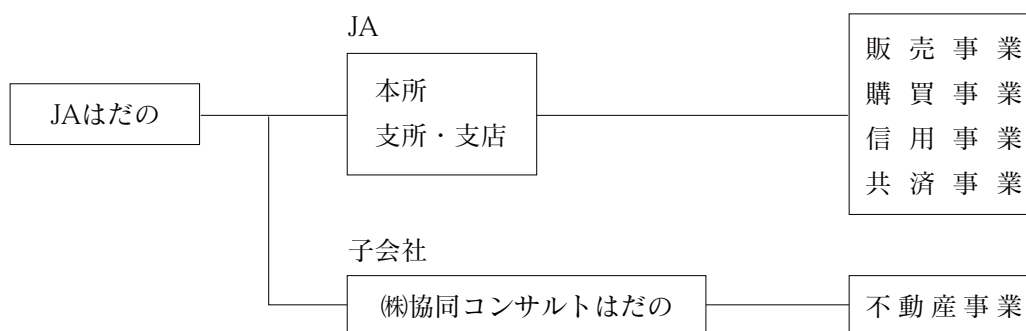 JAはだの
JA
本所
支所・支店
販売事業
購買事業
信用事業
共済事業
子会社
㈱協同コンサルトはだの
不動産事業